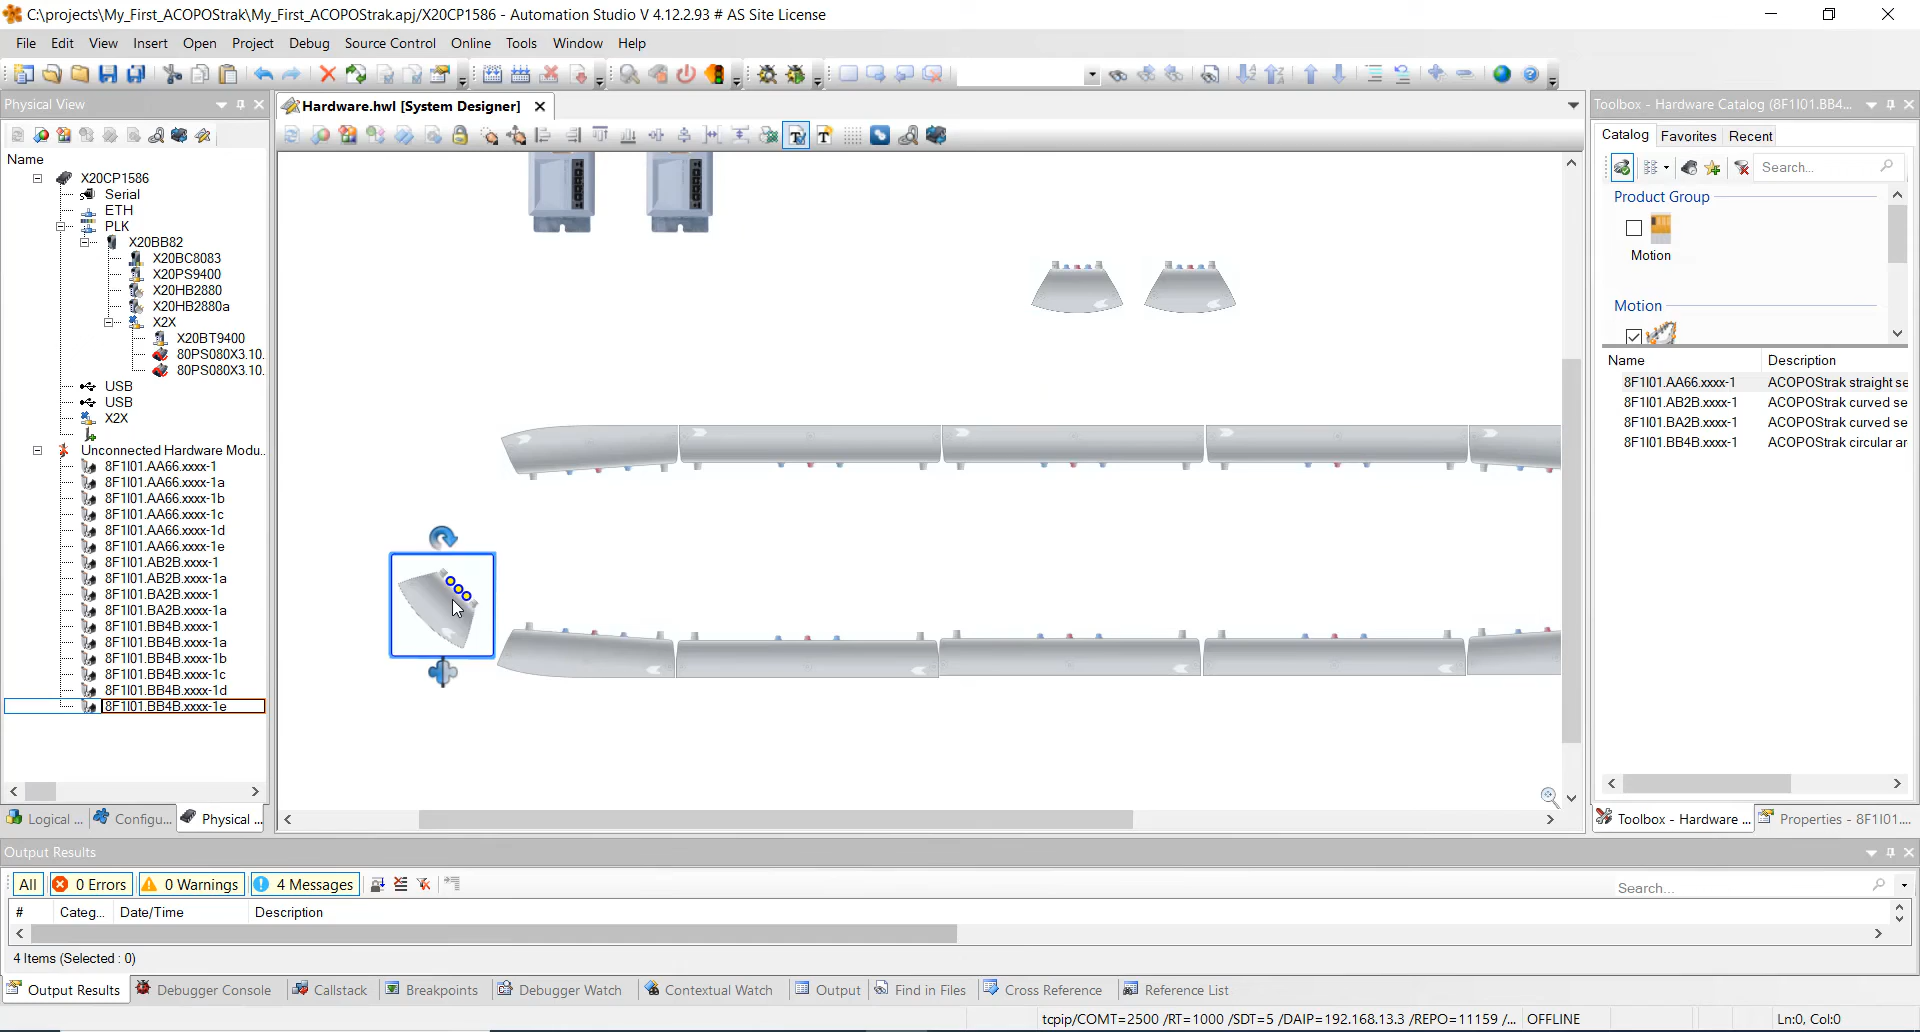 C:\projects\My_First_ACOPOStrak\My_First_ACOPOStrak.apj/X20CP1586 - Automation Studio V 4.12.2.93 # AS Site License
File Edit View Insert Open Project Debug Source Control Online Tools Window Help
Physical View
Hardware.hwl [System Designer]
Toolbox - Hardware Catalog (8F1I01.BB4...
Catalog Favorites Recent
Search...
Name
X20CP1586
Serial
ETH
PLK
X20BB82
X20BC8083
X20PS9400
X20HB2880
X20HB2880a
X2X
X20BT9400
80PS080X3.10.
80PS080X3.10.
USB
USB
X2X
Unconnected Hardware Modu..
8F1I01.AA66.xxxx-1
8F1I01.AA66.xxxx-1a
8F1I01.AA66.xxxx-1b
8F1I01.AA66.xxxx-1c
8F1I01.AA66.xxxx-1d
8F1I01.AA66.xxxx-1e
8F1I01.AB2B.xxxx-1
8F1I01.AB2B.xxxx-1a
8F1I01.BA2B.xxxx-1
8F1I01.BA2B.xxxx-1a
8F1I01.BB4B.xxxx-1
8F1I01.BB4B.xxxx-1a
8F1I01.BB4B.xxxx-1b
8F1I01.BB4B.xxxx-1c
8F1I01.BB4B.xxxx-1d
8F1I01.BB4B.xxxx-1e
Product Group
Motion
Motion
Name Description
8F1I01.AA66.xxxx-1 ACOPOStrak straight se
8F1I01.AB2B.xxxx-1 ACOPOStrak curved se
8F1I01.BA2B.xxxx-1 ACOPOStrak curved se
8F1I01.BB4B.xxxx-1 ACOPOStrak circular ar
Logical ... Configu... Physical ...
Toolbox - Hardware ... Properties - 8F1I01....
Output Results
All 0 Errors 0 Warnings 4 Messages
Search...
# Categ... Date/Time Description
4 Items (Selected : 0)
Output Results Debugger Console Callstack Breakpoints Debugger Watch Contextual Watch Output Find in Files Cross Reference Reference List
tcpip/COMT=2500 /RT=1000 /SDT=5 /DAIP=192.168.13.3 /REPO=11159 /... OFFLINE Ln:0, Col:0